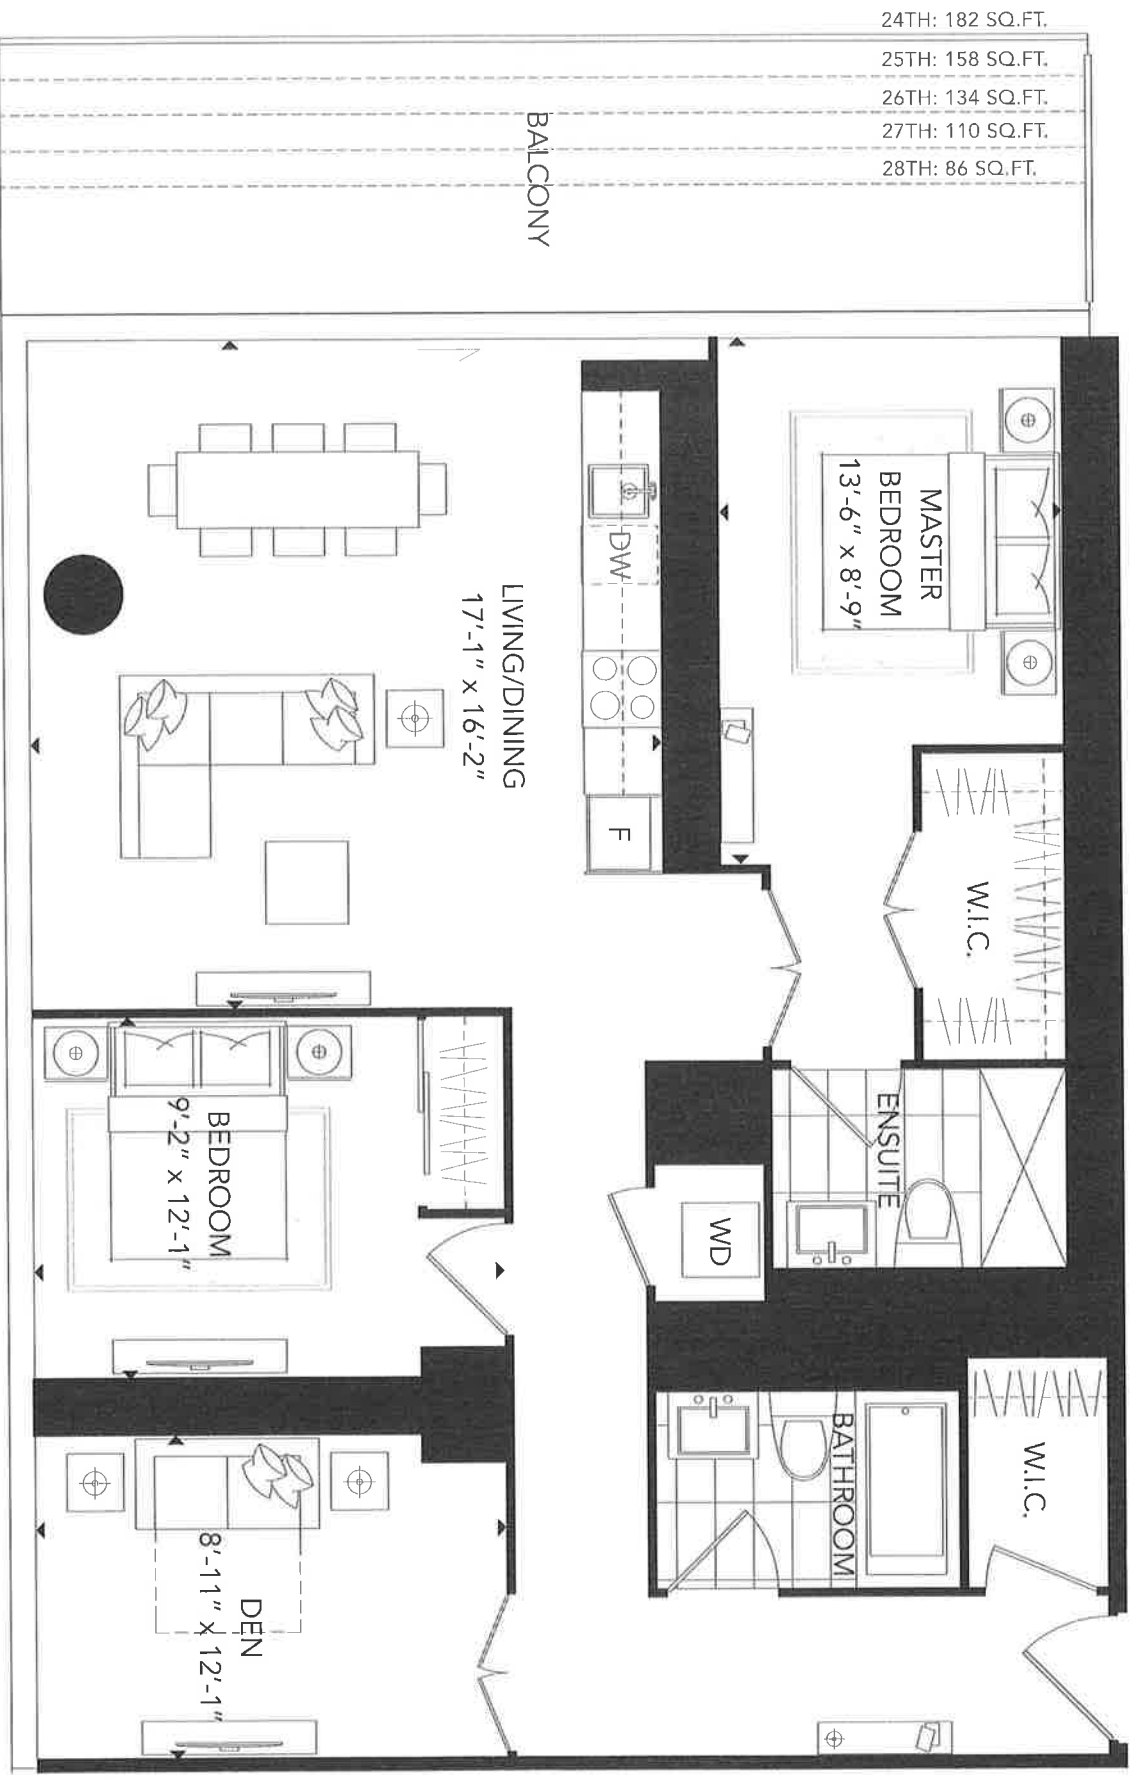 24TH: 182 SQ.FT.
25TH: 158 SQ.FT.
26TH: 134 SQ.FT.
27TH: 110 SQ.FT.
28TH: 86 SQ.FT.
BALCONY
MASTER
BEDROOM
13'-6" x 8'-9"
DW
LIVING/DINING
17'-1" x 16'-2"
F
W.I.C.
ENSUITE
WD
BEDROOM
9'-2" x 12'-1"
W.I.C.
BATHROOM
DEN
8'-11" x 12'-1"